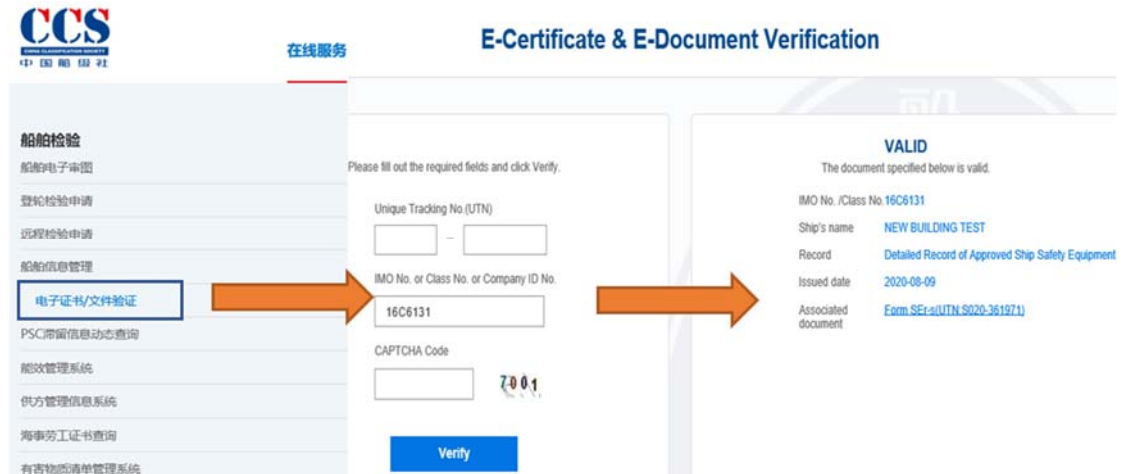 CCS
CHINA CLASSIFICATION SOCIETY
中国船级社
在线服务
E-Certificate & E-Document Verification
船舶检验
船舶电子审图
登轮检验申请
远程检验申请
船舶信息管理
电子证书/文件验证
PSC滞留信息动态查询
能效管理系统
供方管理信息系统
海事劳工证书查询
有害物质清单管理系统
Please fill out the required fields and click Verify.
Unique Tracking No.(UTN)
–
IMO No. or Class No. or Company ID No.
16C6131
CAPTCHA Code
7001
Verify
船
VALID
The document specified below is valid.
IMO No. /Class No.16C6131
Ship's name NEW BUILDING TEST
Record Detailed Record of Approved Ship Safety Equipment
Issued date 2020-08-09
Associated Form SEr-s(UTN:S020-361971)
document